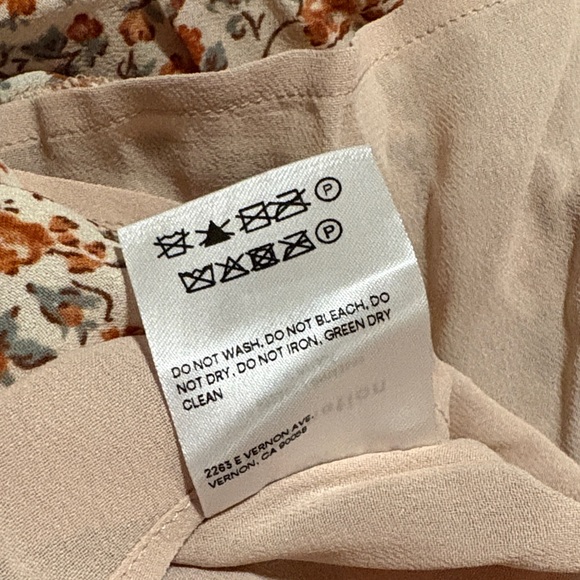 P
P
DO NOT WASH, DO NOT BLEACH, DO
NOT DRY, DO NOT IRON, GREEN DRY
CLEAN
2263 E VERNON AVE.
VERNON, CA 90058